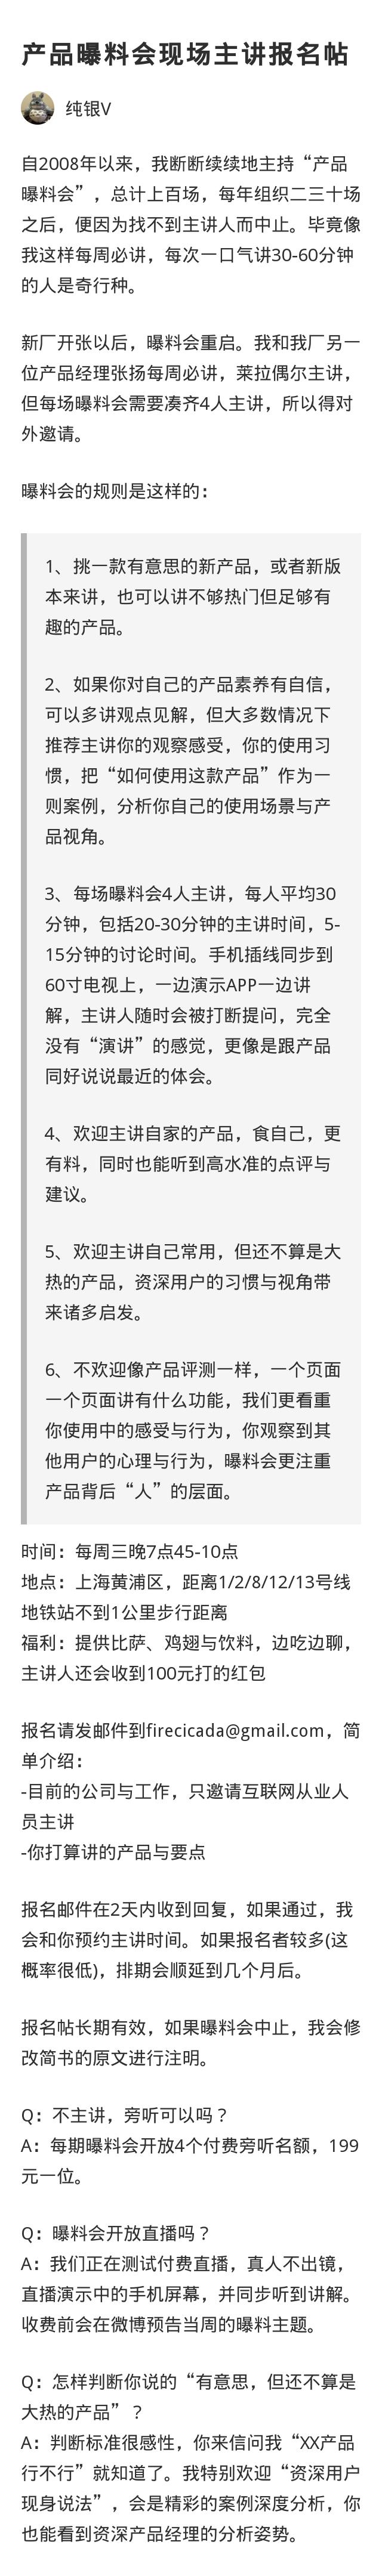 产品曝料会现场主讲报名帖
纯银V
自2008年以来，我断断续续地主持“产品
曝料会”，总计上百场，每年组织二三十场
之后，便因为找不到主讲人而中止。毕竟像
我这样每周必讲，每次一口气讲30-60分钟
的人是奇行种。
新厂开张以后，曝料会重启。我和我厂另一
位产品经理张扬每周必讲，莱拉偶尔主讲，
但每场曝料会需要凑齐4人主讲，所以得对
外邀请。
曝料会的规则是这样的：
1、挑一款有意思的新产品，或者新版
本来讲，也可以讲不够热门但足够有
趣的产品。
2、如果你对自己的产品素养有自信，
可以多讲观点见解，但大多数情况下
推荐主讲你的观察感受，你的使用习
惯，把“如何使用这款产品”作为一
则案例，分析你自己的使用场景与产
品视角。
3、每场曝料会4人主讲，每人平均30
分钟，包括20-30分钟的主讲时间，5-
15分钟的讨论时间。手机插线同步到
60寸电视上，一边演示APP一边讲
解，主讲人随时会被打断提问，完全
没有“演讲”的感觉，更像是跟产品
同好说说最近的体会。
4、欢迎主讲自家的产品，食自己，更
有料，同时也能听到高水准的点评与
建议。
5、欢迎主讲自己常用，但还不算是大
热的产品，资深用户的习惯与视角带
来诸多启发。
6、不欢迎像产品评测一样，一个页面
一个页面讲有什么功能，我们更看重
你使用中的感受与行为，你观察到其
他用户的心理与行为，曝料会更注重
产品背后“人”的层面。
时间：每周三晚7点45-10点
地点：上海黄浦区，距离1/2/8/12/13号线
地铁站不到1公里步行距离
福利：提供比萨、鸡翅与饮料，边吃边聊，
主讲人还会收到100元打的红包
报名请发邮件到firecicada@gmail.com，简
单介绍：
-目前的公司与工作，只邀请互联网从业人
员主讲
-你打算讲的产品与要点
报名邮件在2天内收到回复，如果通过，我
会和你预约主讲时间。如果报名者较多(这
概率很低)，排期会顺延到几个月后。
报名帖长期有效，如果曝料会中止，我会修
改简书的原文进行注明。
Q：不主讲，旁听可以吗？
A：每期曝料会开放4个付费旁听名额，199
元一位。
Q：曝料会开放直播吗？
A：我们正在测试付费直播，真人不出镜，
直播演示中的手机屏幕，并同步听到讲解。
收费前会在微博预告当周的曝料主题。
Q：怎样判断你说的“有意思，但还不算是
大热的产品”？
A：判断标准很感性，你来信问我“XX产品
行不行”就知道了。我特别欢迎“资深用户
现身说法”，会是精彩的案例深度分析，你
也能看到资深产品经理的分析姿势。